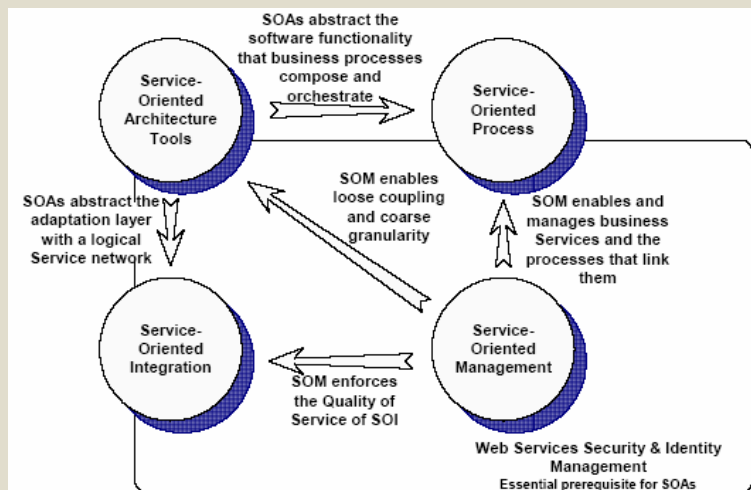 SOAs abstract the
software functionality
that business processes
compose and
orchestrate
Service-
Oriented
Architecture
Tools
Service-
Oriented
Process
SOAs abstract the
adaptation layer
with a logical
Service network
SOM enables
loose coupling
and coarse
granularity
SOM enables and
manages business
Services and the
processes that link
them
Service-
Oriented
Integration
Service-
Oriented
Management
SOM enforces
the Quality of
Service of SOI
Web Services Security & Identity
Management
Essential prerequisite for SOAs